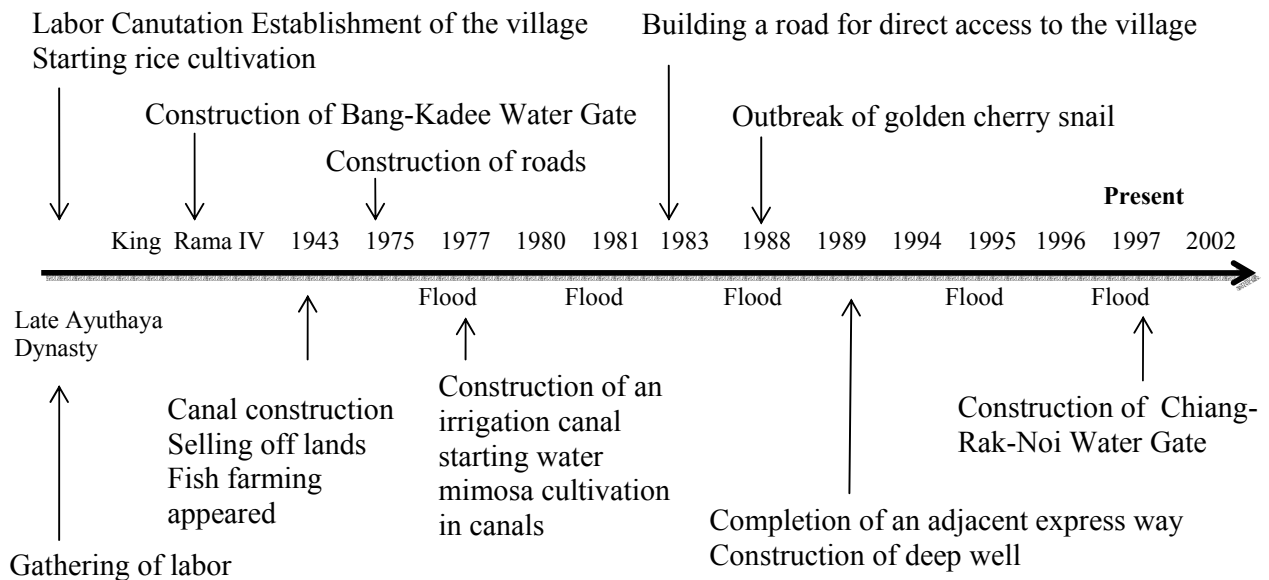 Labor Canutation Establishment of the village
Starting rice cultivation
Building a road for direct access to the village
Construction of Bang-Kadee Water Gate
Outbreak of golden cherry snail
Construction of roads
Present
King Rama IV 1943 1975 1977 1980 1981 1983 1988 1989 1994 1995 1996 1997 2002
Flood Flood Flood Flood Flood
Late Ayuthaya
Dynasty
Canal construction
Selling off lands
Fish farming
appeared
Construction of an
irrigation canal
starting water
mimosa cultivation
in canals
Construction of Chiang-
Rak-Noi Water Gate
Completion of an adjacent express way
Construction of deep well
Gathering of labor